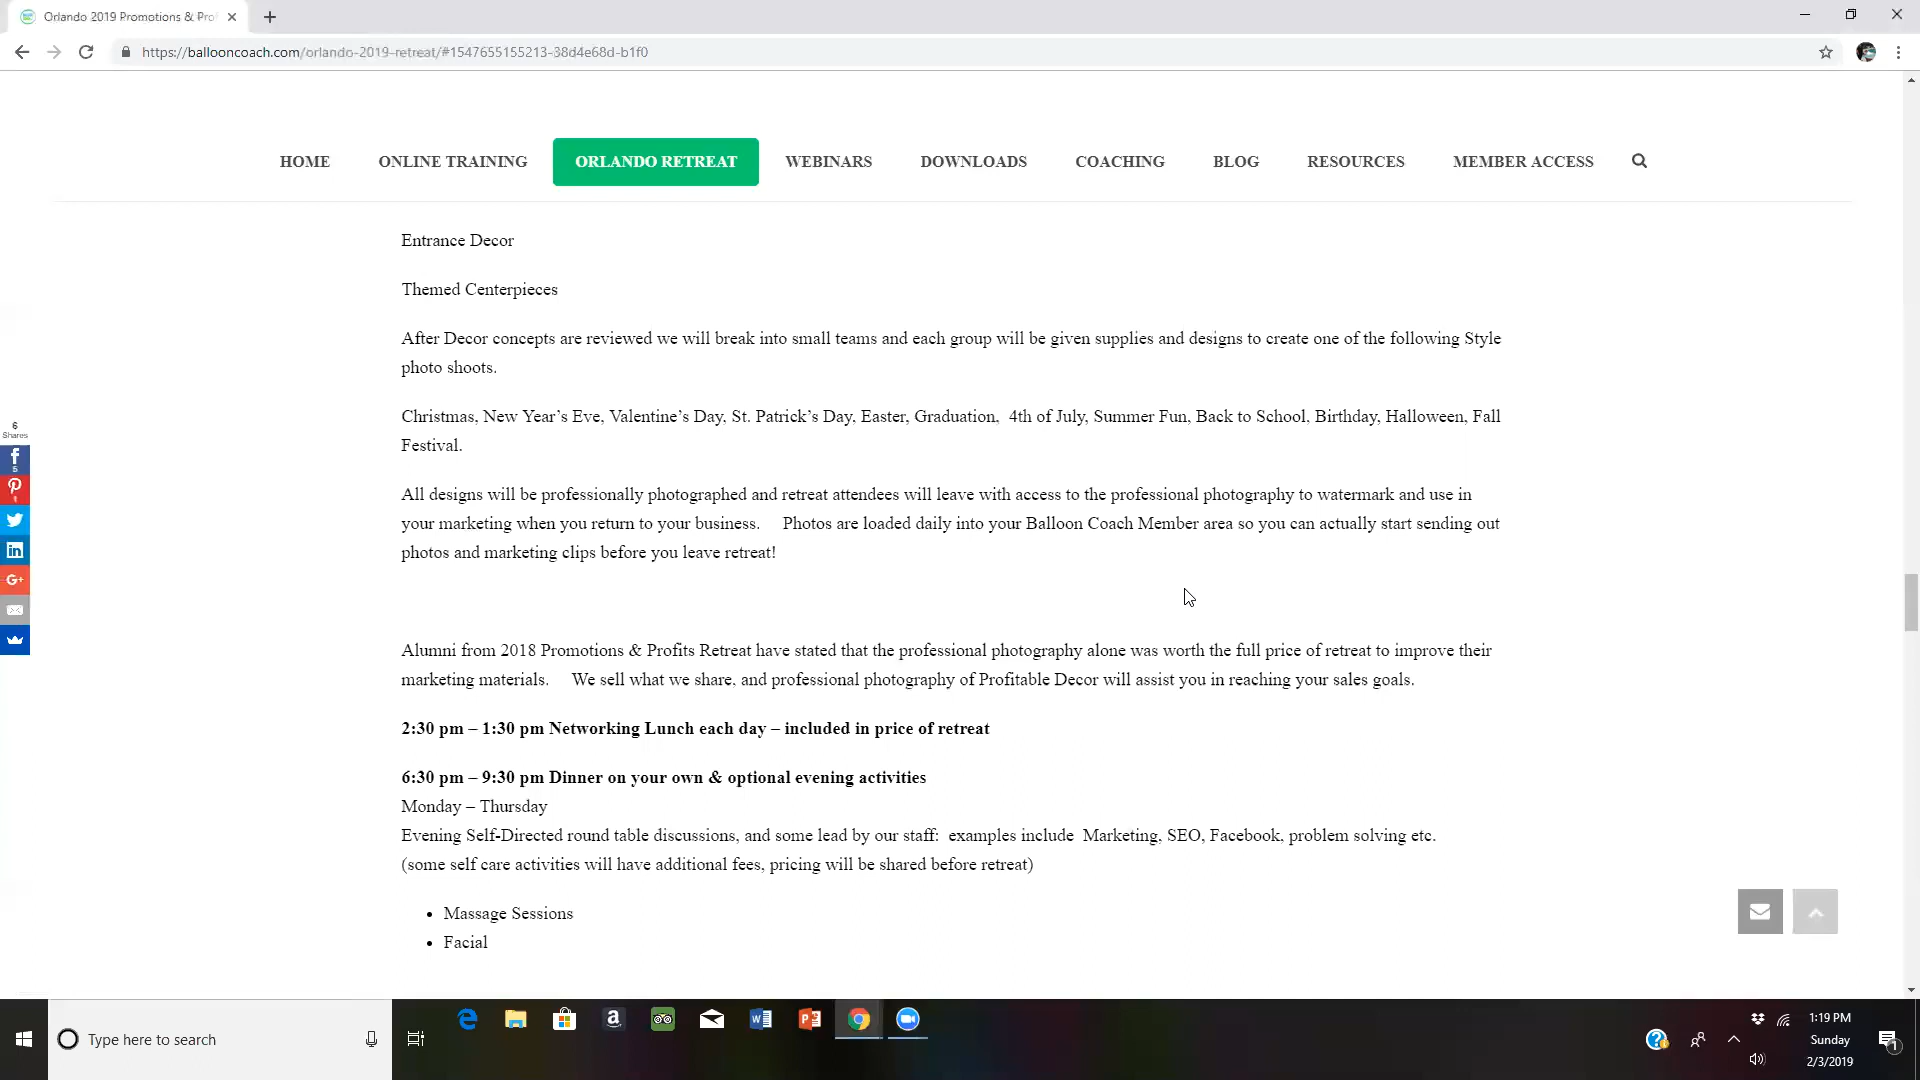 Orlando 2019 Promotions & Pro
https://ballooncoach.com/orlando-2019-retreat/#1547655155213-38d4e68d-b1f0
HOME ONLINE TRAINING ORLANDO RETREAT WEBINARS DOWNLOADS COACHING BLOG RESOURCES MEMBER ACCESS
Entrance Decor
Themed Centerpieces
After Decor concepts are reviewed we will break into small teams and each group will be given supplies and designs to create one of the following Style
photo shoots.
Christmas, New Year’s Eve, Valentine’s Day, St. Patrick’s Day, Easter, Graduation,  4th of July, Summer Fun, Back to School, Birthday, Halloween, Fall
Festival.
6
Shares
5
All designs will be professionally photographed and retreat attendees will leave with access to the professional photography to watermark and use in
your marketing when you return to your business.     Photos are loaded daily into your Balloon Coach Member area so you can actually start sending out
photos and marketing clips before you leave retreat!
Alumni from 2018 Promotions & Profits Retreat have stated that the professional photography alone was worth the full price of retreat to improve their
marketing materials.     We sell what we share, and professional photography of Profitable Decor will assist you in reaching your sales goals.
2:30 pm – 1:30 pm Networking Lunch each day – included in price of retreat
6:30 pm – 9:30 pm Dinner on your own & optional evening activities
Monday – Thursday
Evening Self-Directed round table discussions, and some lead by our staff:  examples include  Marketing, SEO, Facebook, problem solving etc.
(some self care activities will have additional fees, pricing will be shared before retreat)
• Massage Sessions
• Facial
Type here to search
1:19 PM
Sunday
2/3/2019
1